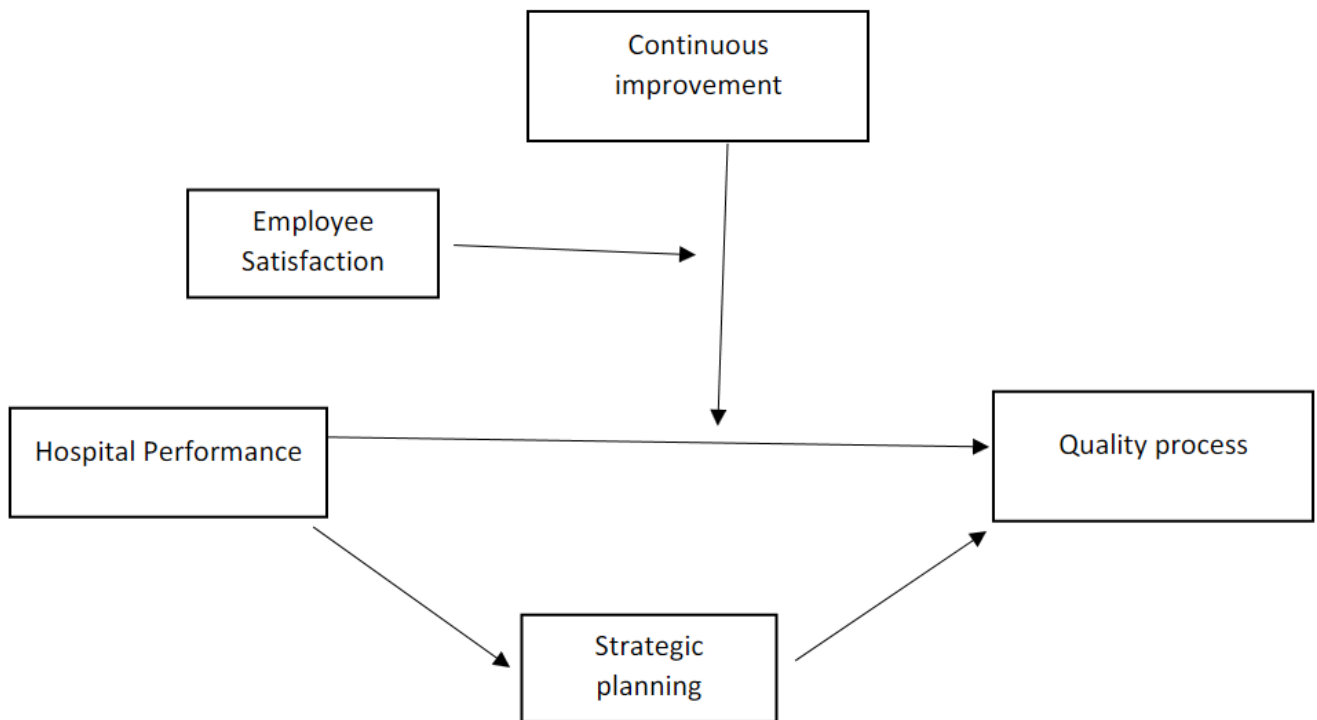 Continuous
improvement
Employee
Satisfaction
Hospital Performance
Quality process
Strategic
planning